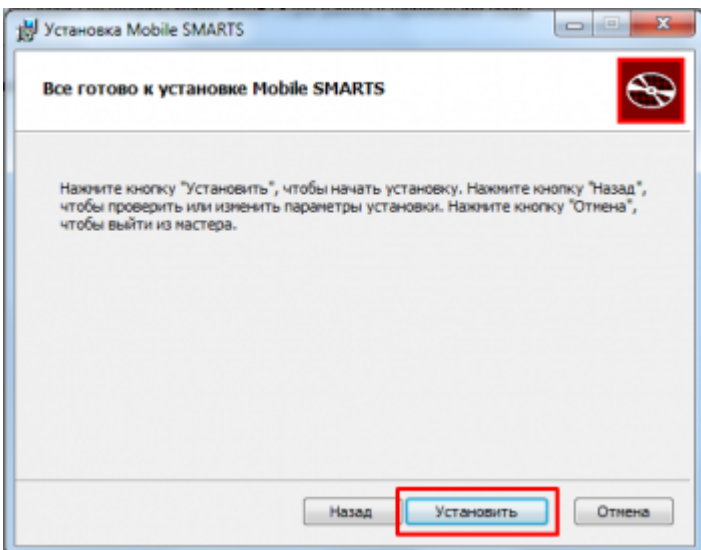 Установка Mobile SMARTS
Все готово к установке Mobile SMARTS
Нажмите кнопку "Установить", чтобы начать установку. Нажмите кнопку "Назад",
чтобы проверить или изменить параметры установки. Нажмите кнопку "Отмена",
чтобы выйти из мастера.
Назад
Установить
Отмена